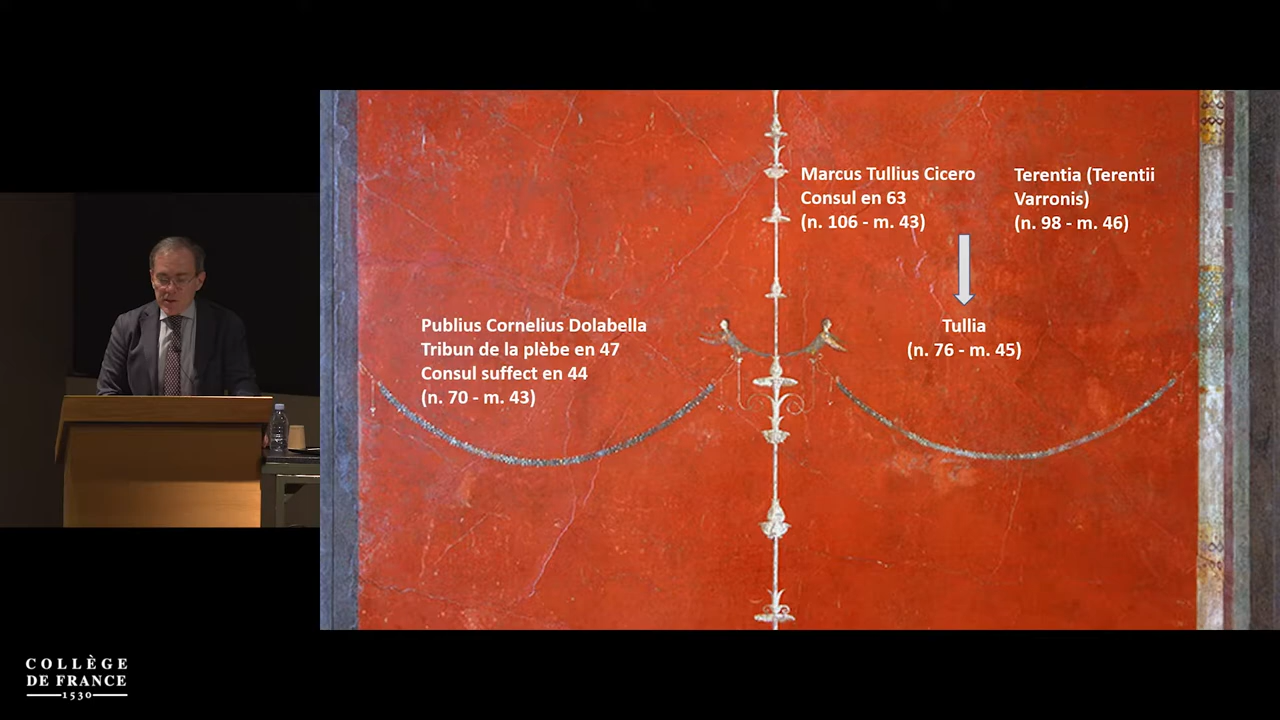 Marcus Tullius Cicero
Consul en 63
(n. 106 - m. 43)
Terentia (Terentii
Varronis)
(n. 98 - m. 46)
Publius Cornelius Dolabella
Tribun de la plèbe en 47
Consul suffect en 44
(n. 70 - m. 43)
Tullia
(n. 76 - m. 45)
COLLÈGE
DE FRANCE
1530